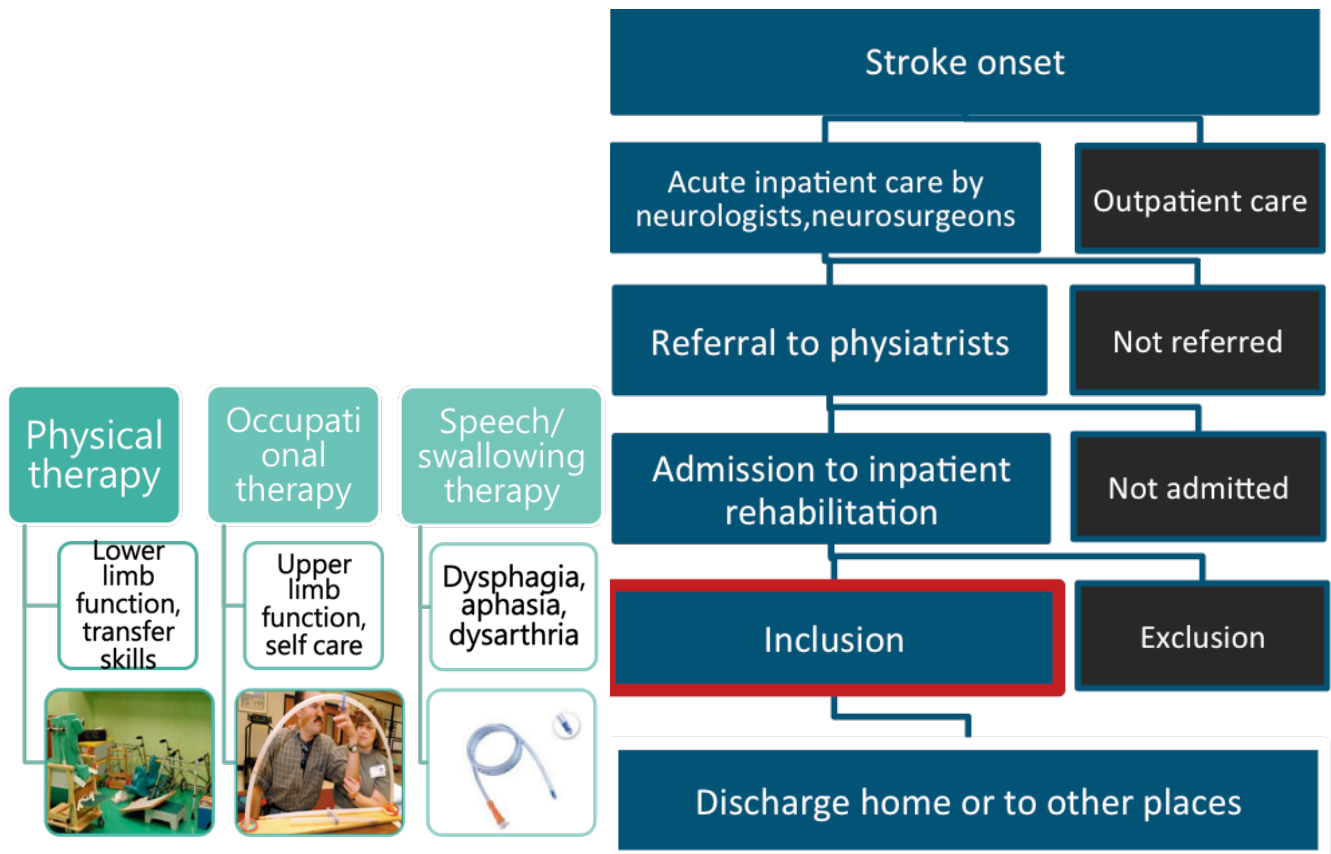 Physical
therapy
Lower
limb
function,
transfer
skills
Occupati
onal
therapy
Upper
limb
function,
self care
Speech/
swallowing
therapy
Dysphagia,
aphasia,
dysarthria
Stroke onset
Acute inpatient care by
neurologists,neurosurgeons
Outpatient care
Referral to physiatrists
Not referred
Admission to inpatient
rehabilitation
Not admitted
Inclusion
Exclusion
Discharge home or to other places